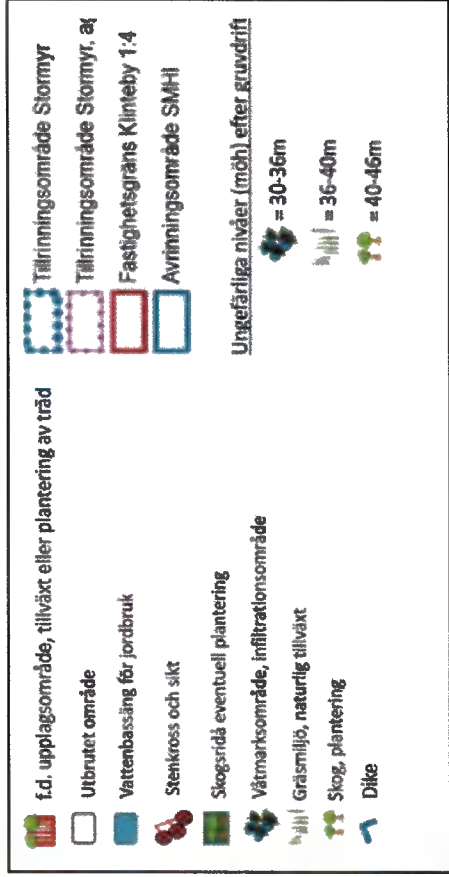 f.d. upplagsområde, tillväxt eller plantering av träd
Utbrutet område
Vattenbassäng för jordbruk
Stenkross och sikt
Skogsridå eventuell plantering
Våtmarksområde, infiltrationsområde
Gräsmiljö, naturlig tillväxt
Skog, plantering
Dike
Tillrinningsområde Stormyr
Tillrinningsområde Stormyr,
Fastighetsgräns Klinteby 1:4
Avrinningsområde SMHI
Ungefärliga nivåer (möh) efter gruvdrift
= 30-36m
= 36-40m
= 40-46m